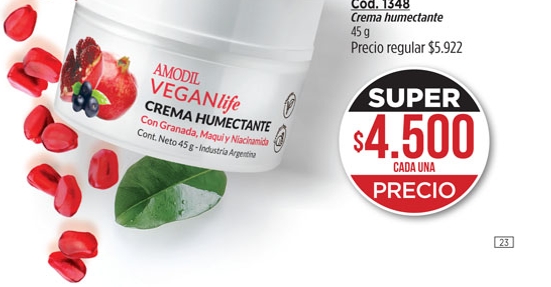 Cód. 1348
Crema humectante
45 g
Precio regular $5.922
AMODIL
VEGANlife
CREMA HUMECTANTE
Con Granada, Maqui y Niacinamida
Cont. Neto 45 g - Industria Argentina
SUPER
$4.500
CADA UNA
PRECIO
23